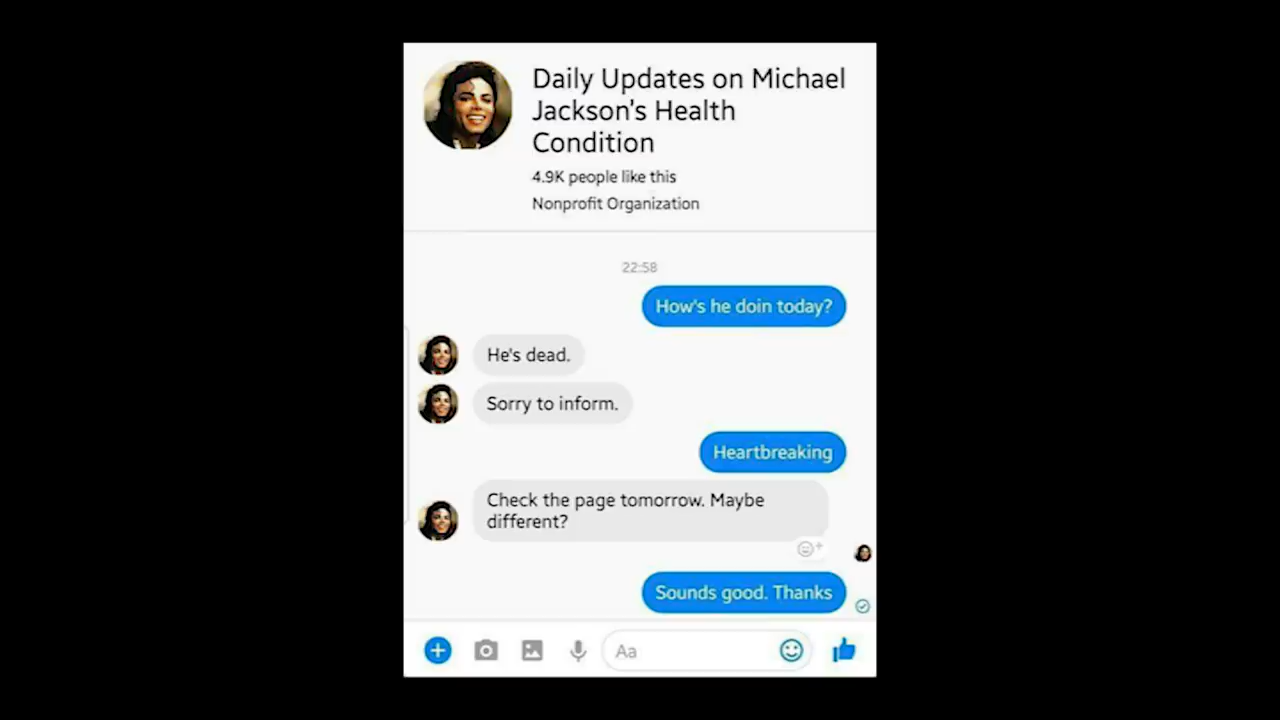 Daily Updates on Michael
Jackson's Health
Condition
4.9K people like this
Nonprofit Organization
22:58
How's he doin today?
He's dead.
Sorry to inform.
Heartbreaking
Check the page tomorrow. Maybe
different?
Sounds good. Thanks
Aa